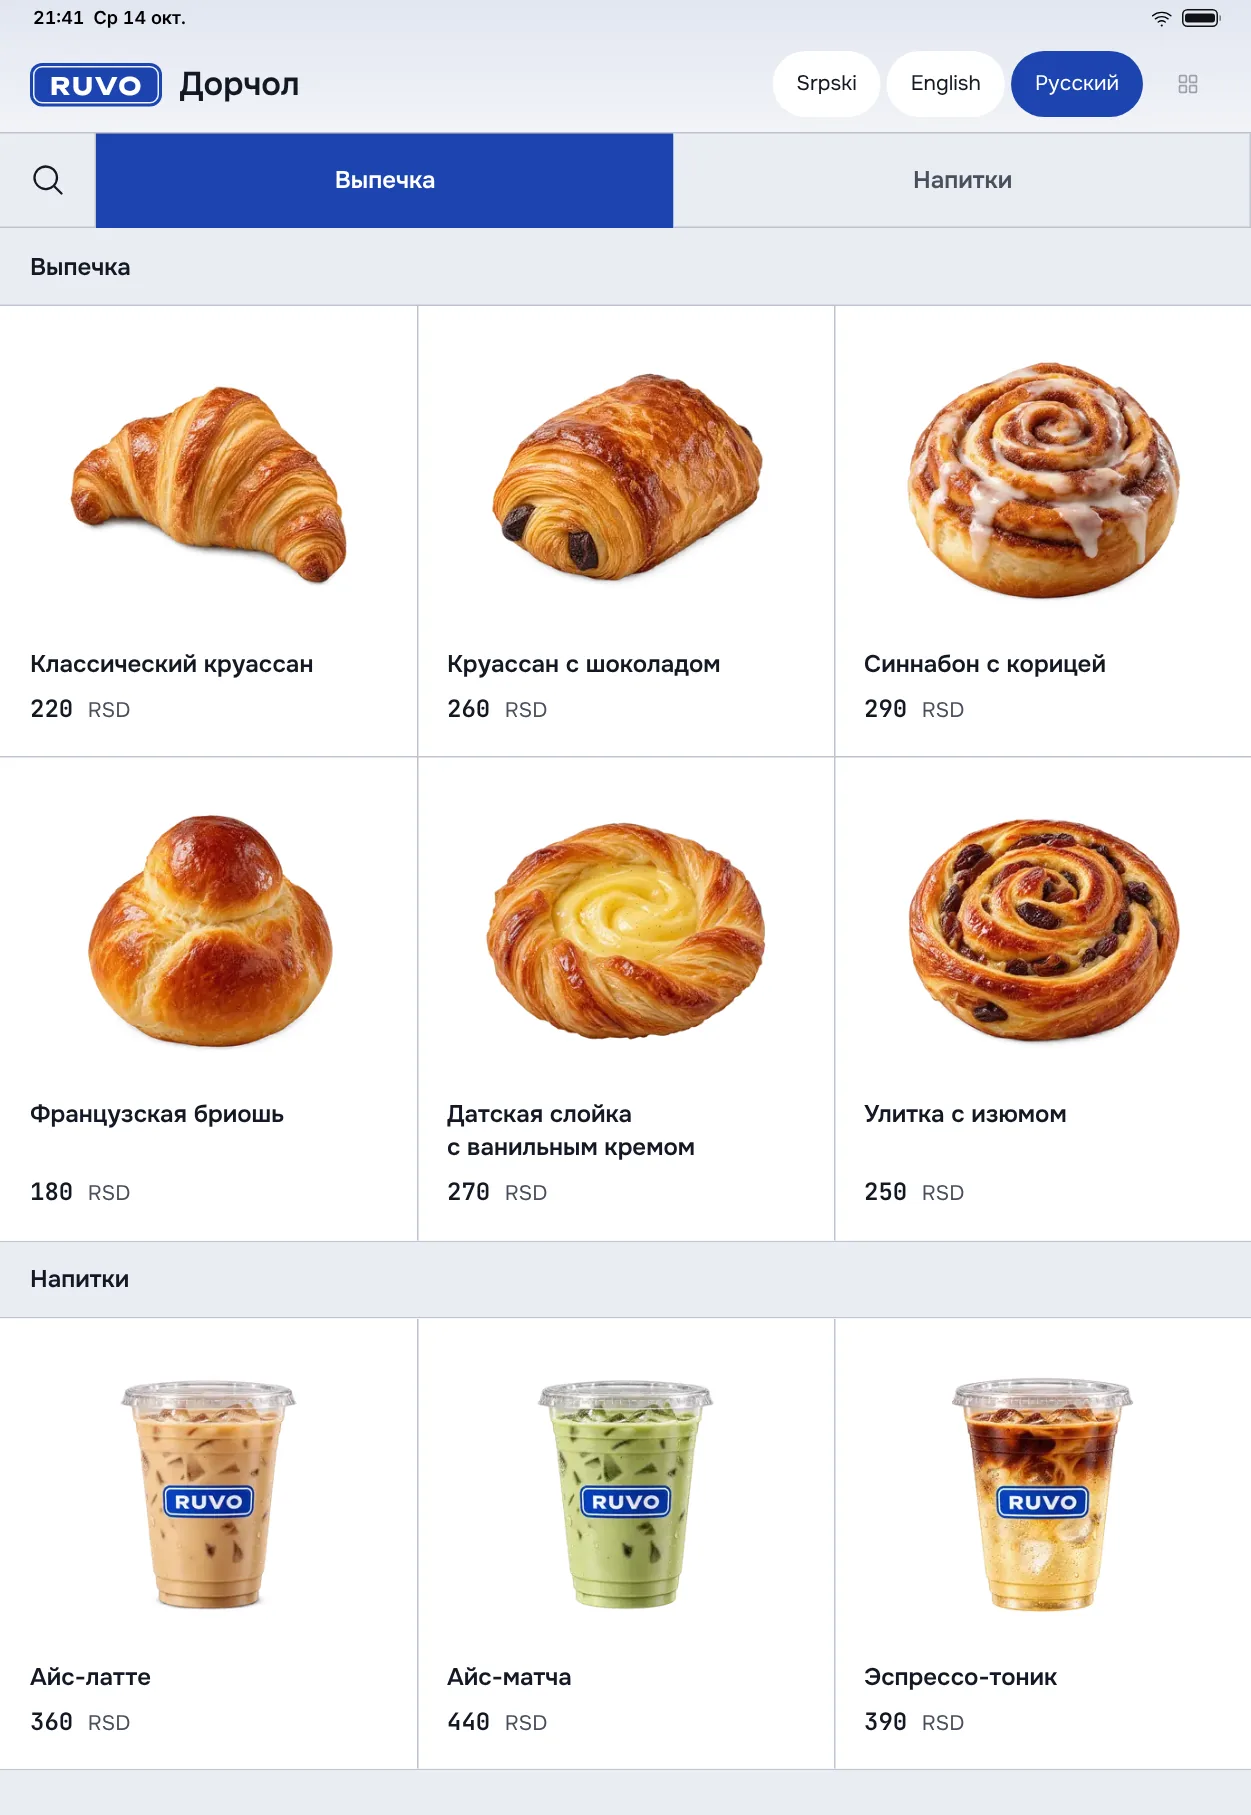 21:41 Ср 14 окт.
RUVO Дорчол
Srpski
English
Русский
Выпечка
Напитки
Выпечка
Классический круассан
220 RSD
Круассан с шоколадом
260 RSD
Синнабон с корицей
290 RSD
Французская бриошь
180 RSD
Датская слойка
с ванильным кремом
270 RSD
Улитка с изюмом
250 RSD
Напитки
RUVO
Айс-латте
360 RSD
RUVO
Айс-матча
440 RSD
RUVO
Эспрессо-тоник
390 RSD